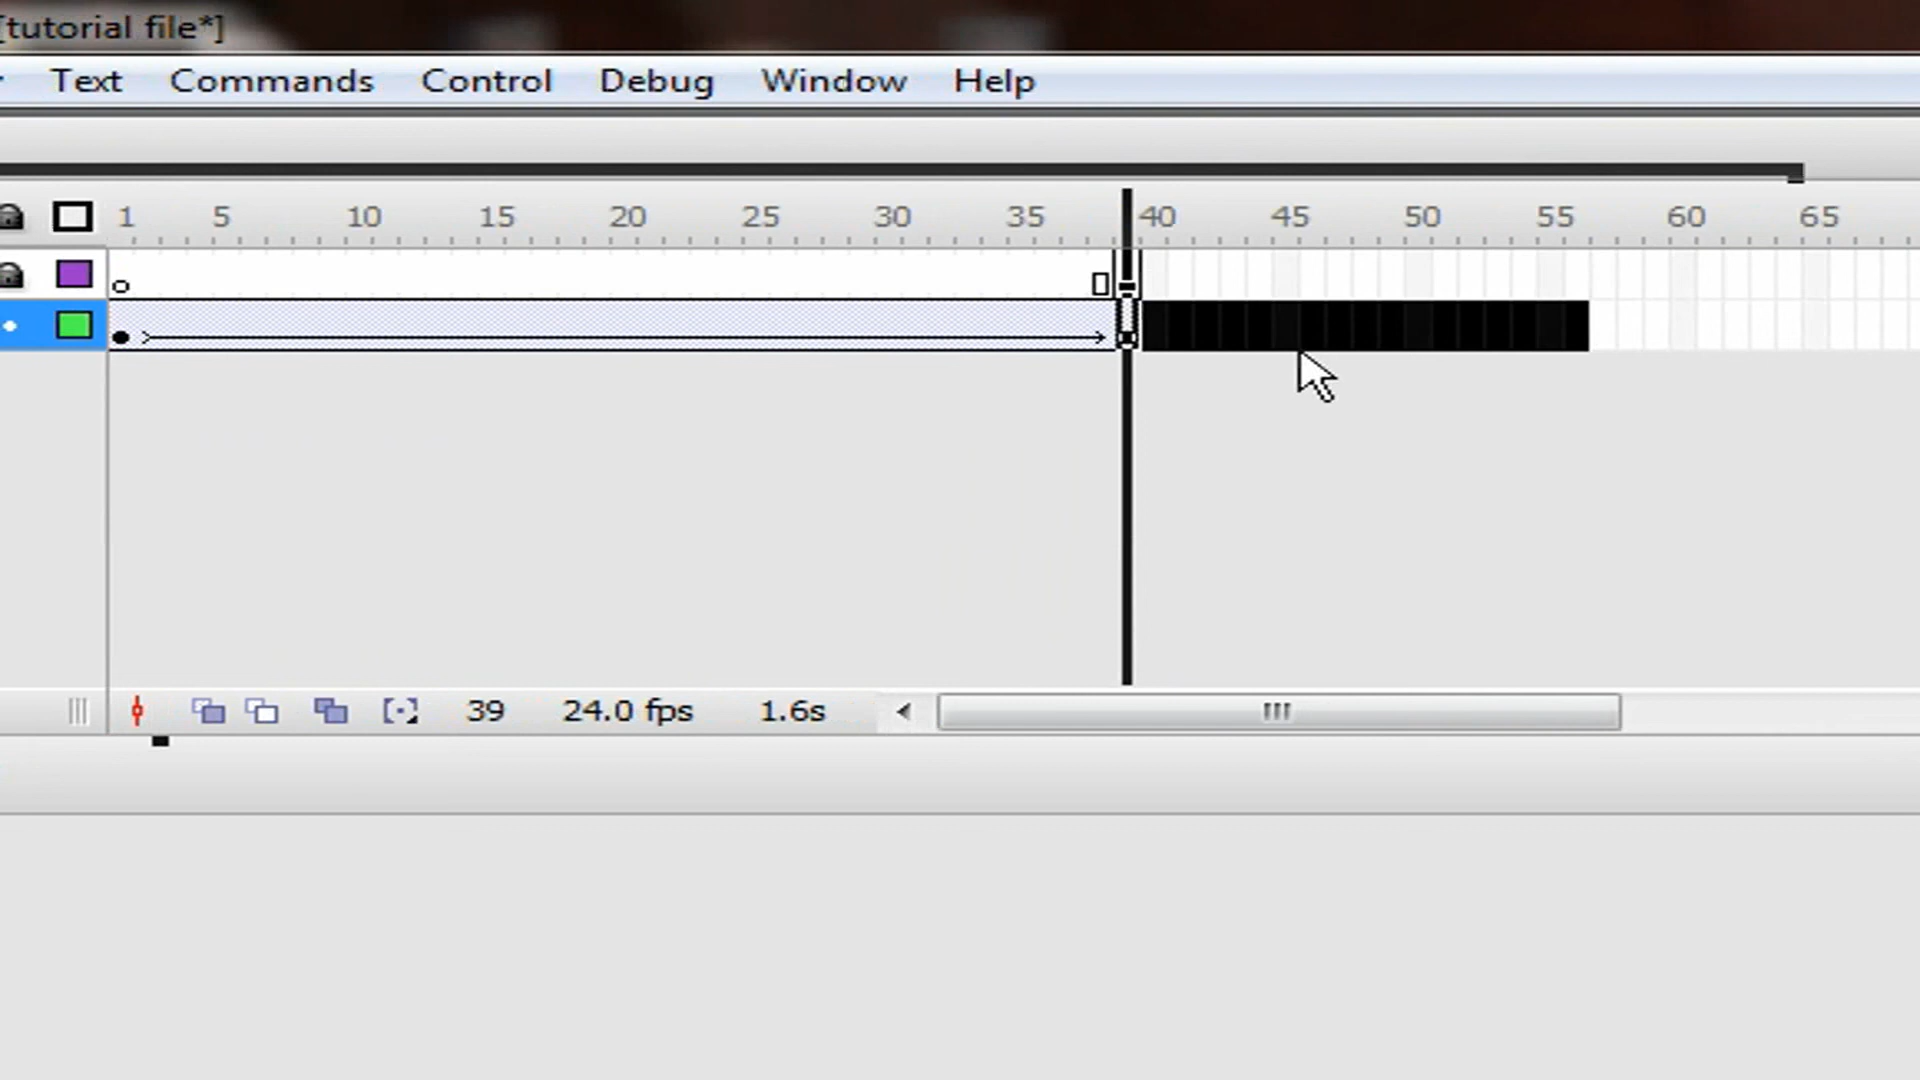 [tutorial file*]
Text Commands Control Debug Window Help
1 5 10 15 20 25 30 35 40 45 50 55 60 65
39 24.0 fps 1.6s